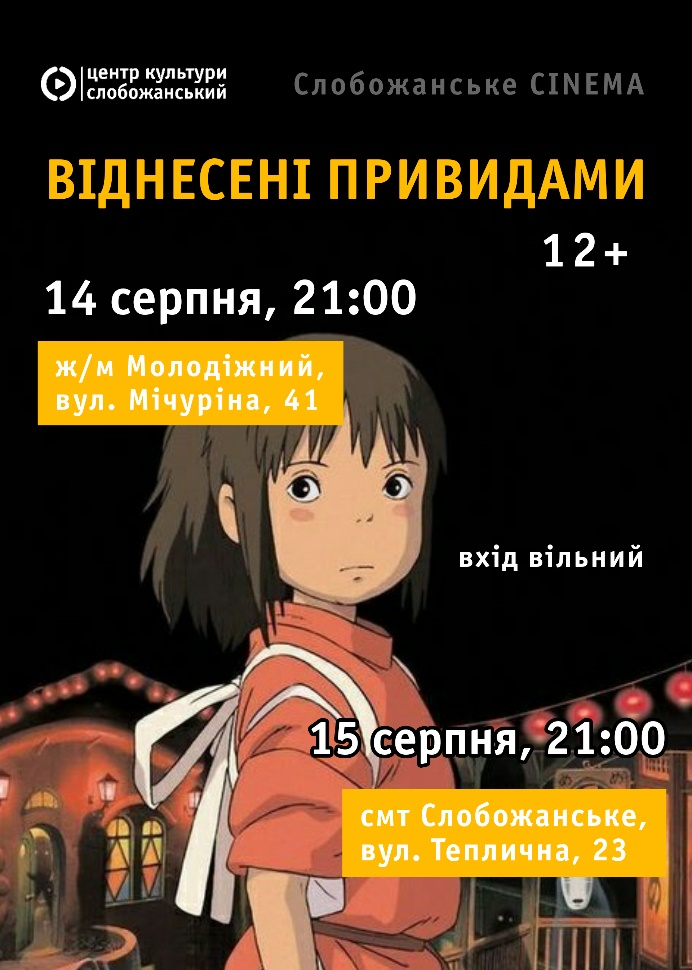 центр культури
слобожанський
Слобожанське CINEMA
ВІДНЕСЕНІ ПРИВИДАМИ
12+
14 серпня, 21:00
ж/м Молодіжний,
вул. Мічуріна, 41
вхід вільний
15 серпня, 21:00
смт Слобожанське,
вул. Теплична, 23